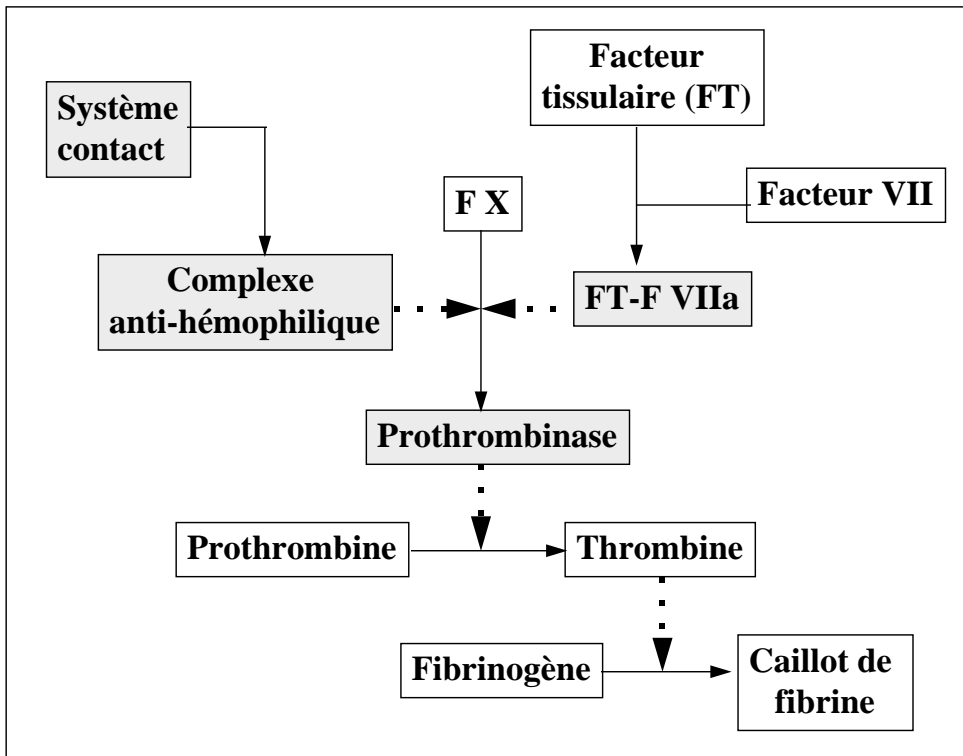 Facteur
tissulaire (FT)
Système
contact
F X
Facteur VII
Complexe
anti-hémophilique
FT-F VIIa
Prothrombinase
Prothrombine
Thrombine
Fibrinogène
Caillot de
fibrine